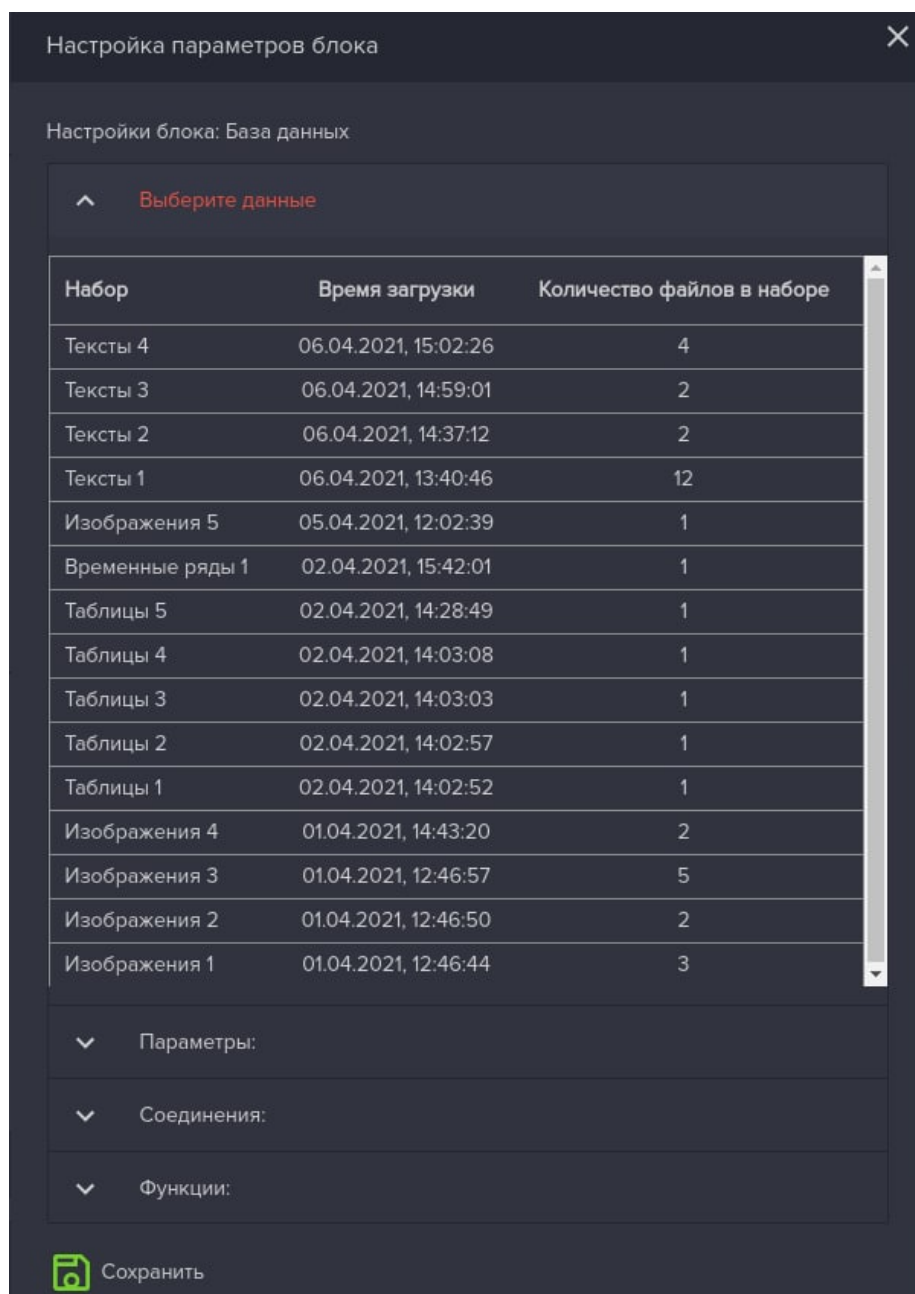 Настройка параметров блока
Настройки блока: База данных
Выберите данные
Набор Время загрузки Количество файлов в наборе
Тексты 4 06.04.2021, 15:02:26 4
Тексты 3 06.04.2021, 14:59:01 2
Тексты 2 06.04.2021, 14:37:12 2
Тексты 1 06.04.2021, 13:40:46 12
Изображения 5 05.04.2021, 12:02:39 1
Временные ряды 1 02.04.2021, 15:42:01 1
Таблицы 5 02.04.2021, 14:28:49 1
Таблицы 4 02.04.2021, 14:03:08 1
Таблицы 3 02.04.2021, 14:03:03 1
Таблицы 2 02.04.2021, 14:02:57 1
Таблицы 1 02.04.2021, 14:02:52 1
Изображения 4 01.04.2021, 14:43:20 2
Изображения 3 01.04.2021, 12:46:57 5
Изображения 2 01.04.2021, 12:46:50 2
Изображения 1 01.04.2021, 12:46:44 3
Параметры:
Соединения:
Функции:
Сохранить